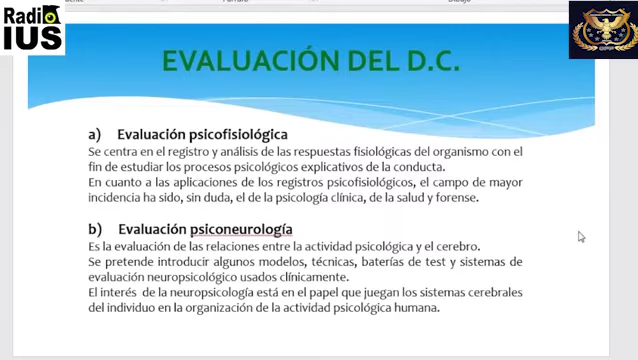 Radio
IUS
EVALUACIÓN DEL D.C.
a) Evaluación psicofisiológica
Se centra en el registro y análisis de las respuestas fisiológicas del organismo con el
fin de estudiar los procesos psicológicos explicativos de la conducta.
En cuanto a las aplicaciones de los registros psicofisiológicos, el campo de mayor
incidencia ha sido, sin duda, el de la psicología clínica, de la salud y forense.
b) Evaluación psiconeurología
Es la evaluación de las relaciones entre la actividad psicológica y el cerebro.
Se pretende introducir algunos modelos, técnicas, baterías de test y sistemas de
evaluación neuropsicológico usados clínicamente.
El interés de la neuropsicología está en el papel que juegan los sistemas cerebrales
del individuo en la organización de la actividad psicológica humana.